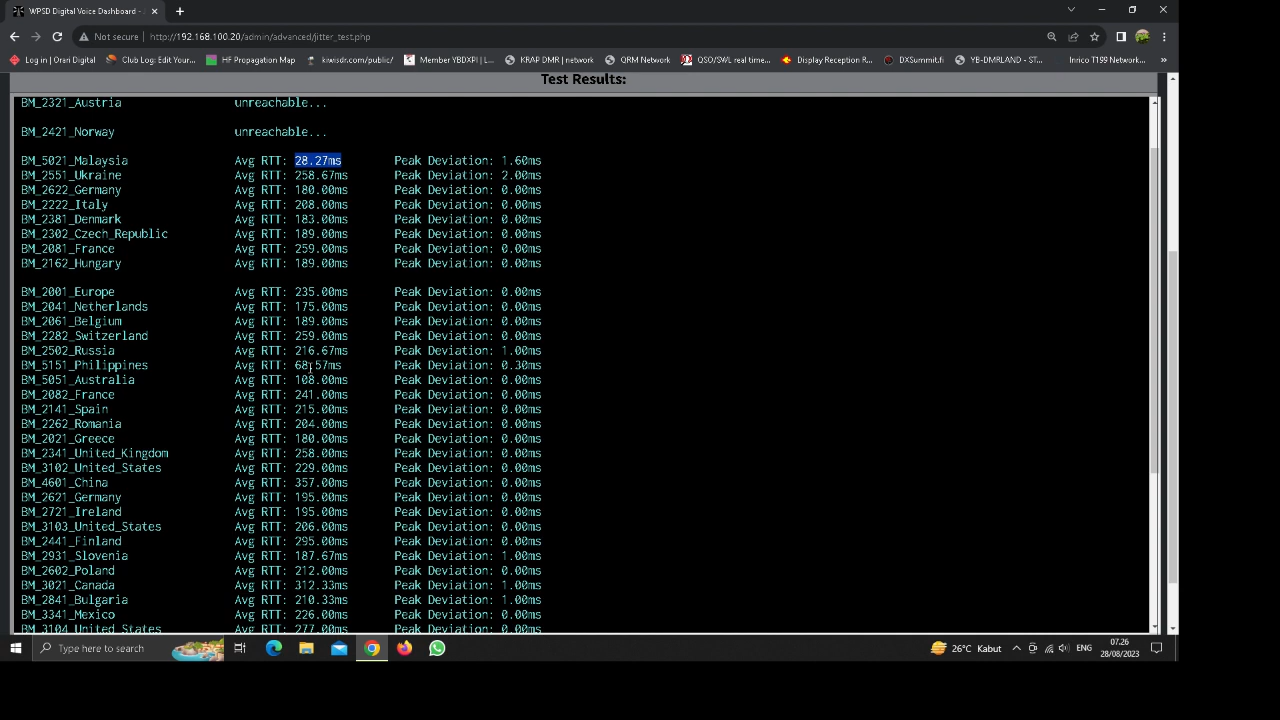 WPSD Digital Voice Dashboard -
Not secure
http://192.168.100.20/admin/advanced/jitter_test.php
Log in | Oran Digital
Club Log: Edit Your...
HF Propagation Map
kiwisdr.com/public/
Member YBDXPI | L...
KRAP DMR | network
QRM Network
QSO/SWL real time...
Display Reception R...
DXSummit.fi
YB-DMRLAND - ST...
Inrico T199 Network...
»
Test Results:
BM_2321_Austria unreachable...
BM_2421_Norway unreachable...
BM_5021_Malaysia Avg RTT: 28.27ms Peak Deviation: 1.60ms
BM_2551_Ukraine Avg RTT: 258.67ms Peak Deviation: 2.00ms
BM_2622_Germany Avg RTT: 180.00ms Peak Deviation: 0.00ms
BM_2222_Italy Avg RTT: 208.00ms Peak Deviation: 0.00ms
BM_2381_Denmark Avg RTT: 183.00ms Peak Deviation: 0.00ms
BM_2302_Czech_Republic Avg RTT: 189.00ms Peak Deviation: 0.00ms
BM_2081_France Avg RTT: 259.00ms Peak Deviation: 0.00ms
BM_2162_Hungary Avg RTT: 189.00ms Peak Deviation: 0.00ms
BM_2001_Europe Avg RTT: 235.00ms Peak Deviation: 0.00ms
BM_2041_Netherlands Avg RTT: 175.00ms Peak Deviation: 0.00ms
BM_2061_Belgium Avg RTT: 189.00ms Peak Deviation: 0.00ms
BM_2282_Switzerland Avg RTT: 259.00ms Peak Deviation: 0.00ms
BM_2502_Russia Avg RTT: 216.67ms Peak Deviation: 1.00ms
BM_5151_Philippines Avg RTT: 68.57ms Peak Deviation: 0.30ms
BM_5051_Australia Avg RTT: 108.00ms Peak Deviation: 0.00ms
BM_2082_France Avg RTT: 241.00ms Peak Deviation: 0.00ms
BM_2141_Spain Avg RTT: 215.00ms Peak Deviation: 0.00ms
BM_2262_Romania Avg RTT: 204.00ms Peak Deviation: 0.00ms
BM_2021_Greece Avg RTT: 180.00ms Peak Deviation: 0.00ms
BM_2341_United_Kingdom Avg RTT: 258.00ms Peak Deviation: 0.00ms
BM_3102_United_States Avg RTT: 229.00ms Peak Deviation: 0.00ms
BM_4601_China Avg RTT: 357.00ms Peak Deviation: 0.00ms
BM_2621_Germany Avg RTT: 195.00ms Peak Deviation: 0.00ms
BM_2721_Ireland Avg RTT: 195.00ms Peak Deviation: 0.00ms
BM_3103_United_States Avg RTT: 206.00ms Peak Deviation: 0.00ms
BM_2441_Finland Avg RTT: 295.00ms Peak Deviation: 0.00ms
BM_2931_Slovenia Avg RTT: 187.67ms Peak Deviation: 1.00ms
BM_2602_Poland Avg RTT: 212.00ms Peak Deviation: 0.00ms
BM_3021_Canada Avg RTT: 312.33ms Peak Deviation: 1.00ms
BM_2841_Bulgaria Avg RTT: 210.33ms Peak Deviation: 1.00ms
BM_3341_Mexico Avg RTT: 226.00ms Peak Deviation: 0.00ms
BM_3104_United_States Avg RTT: 277.00ms Peak Deviation: 0.00ms
Type here to search
26°C Kabut
ENG
07.26
28/08/2023